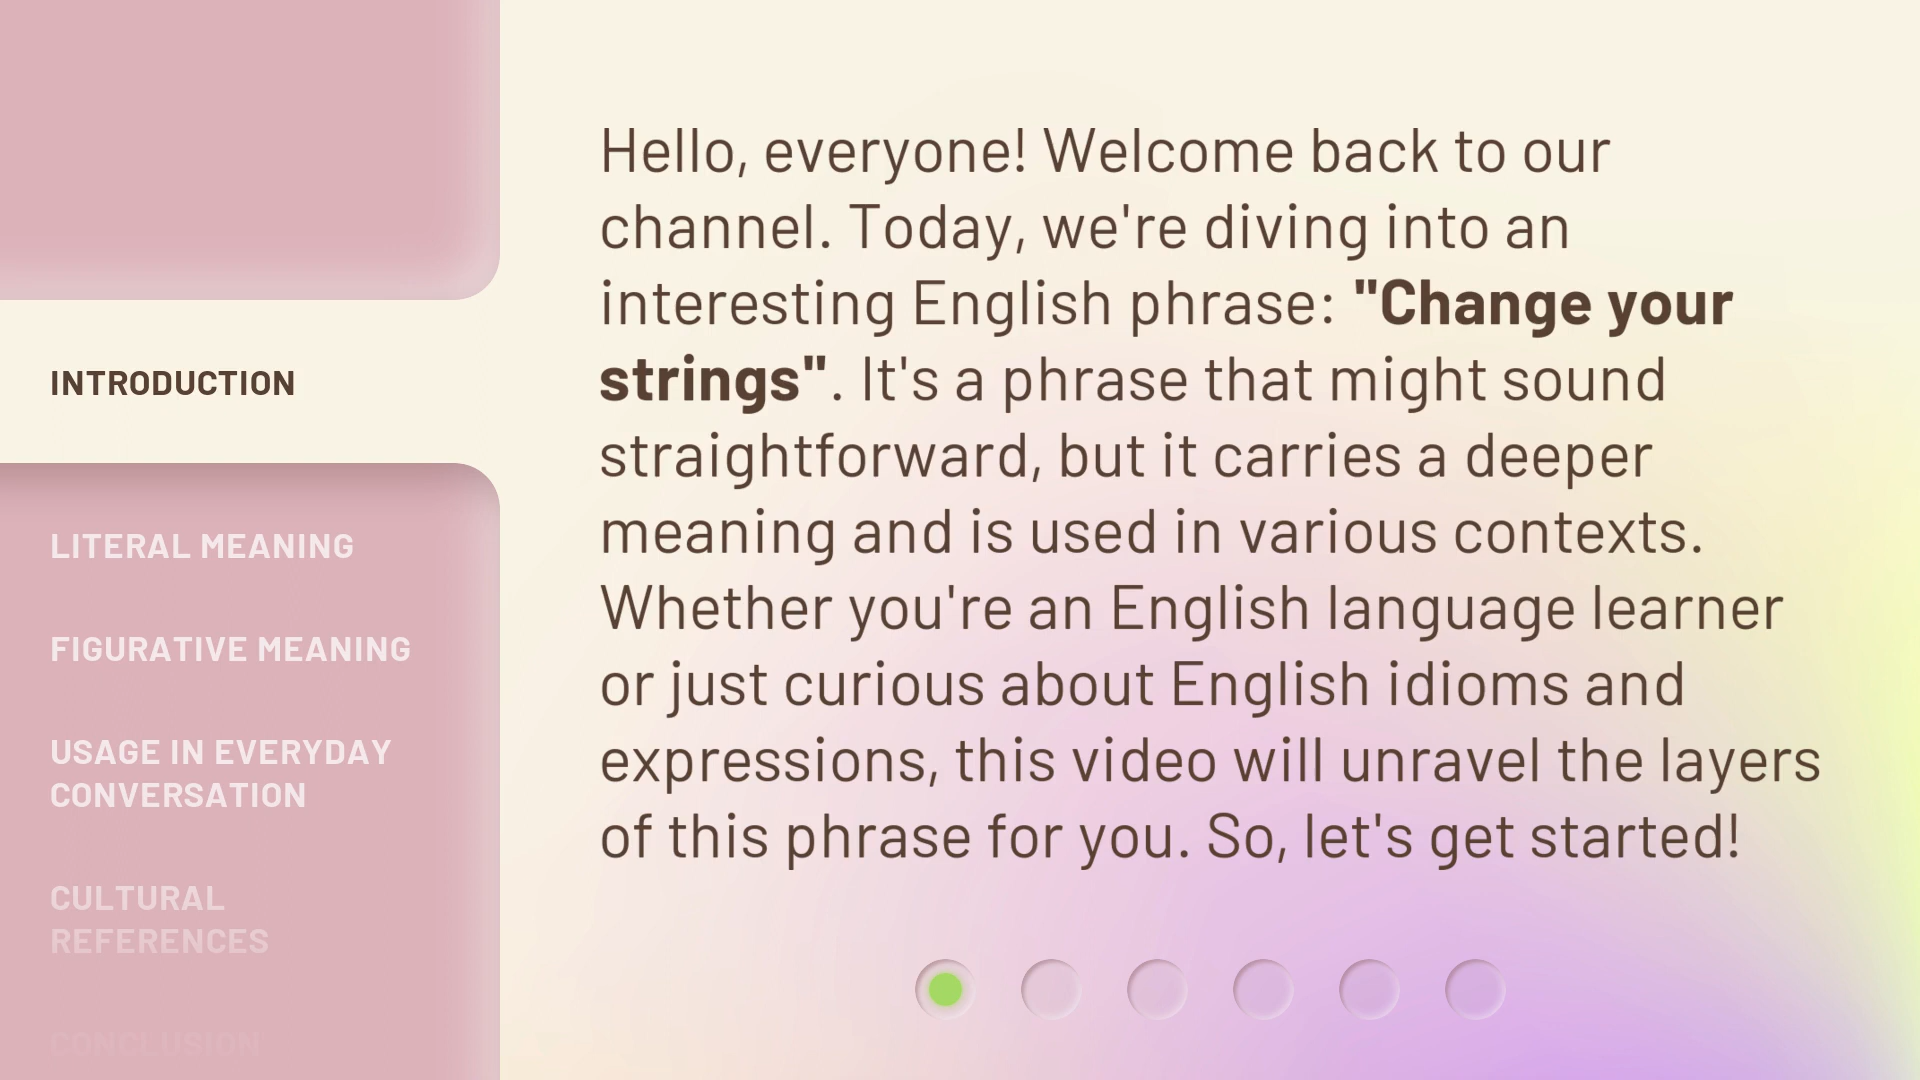 INTRODUCTION
LITERAL MEANING
FIGURATIVE MEANING
USAGE IN EVERYDAY
CONVERSATION
CULTURAL
REFERENCES
CONCLUSION
Hello, everyone! Welcome back to our
channel. Today, we're diving into an
interesting English phrase: "Change your
strings". It's a phrase that might sound
straightforward, but it carries a deeper
meaning and is used in various contexts.
Whether you're an English language learner
or just curious about English idioms and
expressions, this video will unravel the layers
of this phrase for you. So, let's get started!